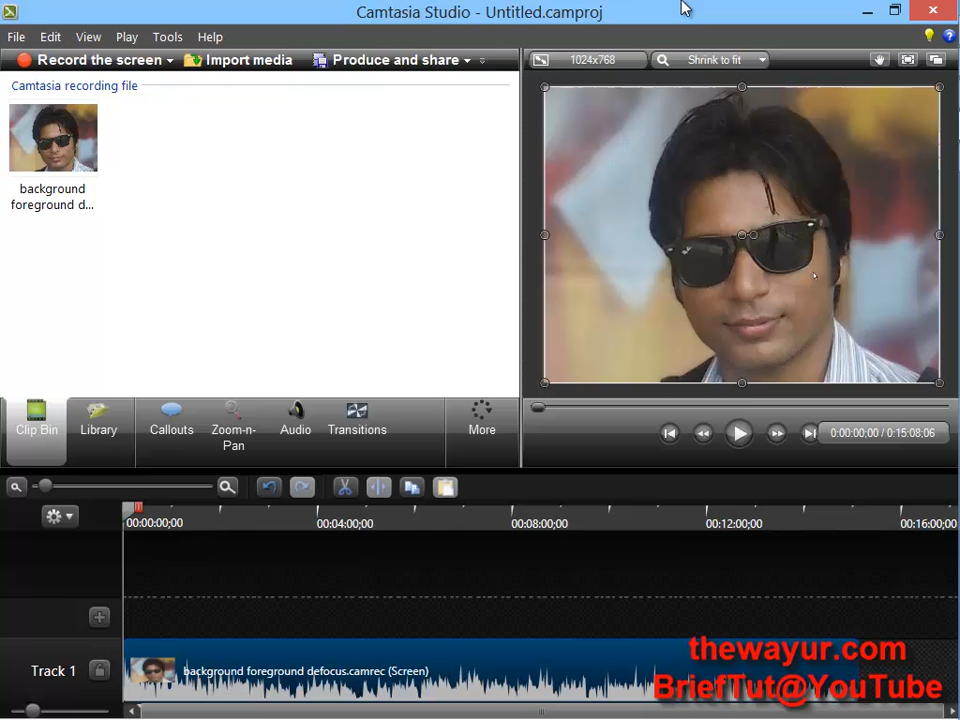 Camtasia Studio - Untitled.camproj
File Edit View Play Tools Help
Record the screen Import media Produce and share
1024x768 Shrink to fit
Camtasia recording file
background
foreground d...
Clip Bin Library Callouts Zoom-n-
Pan Audio Transitions More
0:00:00;00 / 0:15:08;06
00:00:00;00 00:04:00;00 00:08:00;00 00:12:00;00 00:16:00;00
Track 1 background foreground defocus.camrec (Screen)
thewayur.com
BriefTut@YouTube